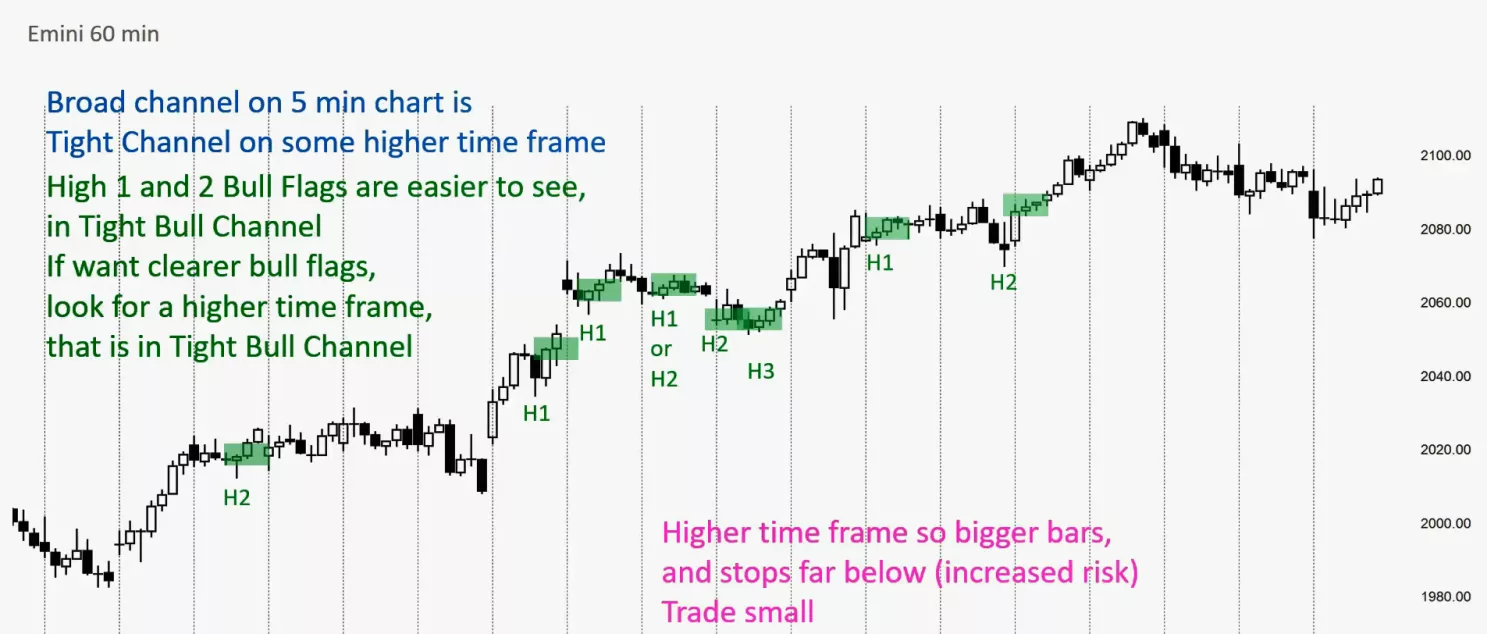 Emini 60 min
Broad channel on 5 min chart is
Tight Channel on some higher time frame
High 1 and 2 Bull Flags are easier to see,
in Tight Bull Channel
If want clearer bull flags,
look for a higher time frame,
that is in Tight Bull Channel
2100.00
2080.00
2060.00
2040.00
2020.00
2000.00
1980.00
H2
H1
H1
H1
or
H2
H2
H3
H1
H2
Higher time frame so bigger bars,
and stops far below (increased risk)
Trade small